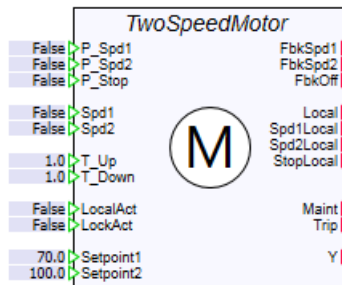 TwoSpeedMotor
False P_Spd1 FbkSpd1
False P_Spd2 FbkSpd2
False P_Stop FbkOff
False Spd1 Local
False Spd2 Spd1Local
Spd2Local
1.0 T_Up StopLocal
1.0 T_Down
M
False LocalAct Maint
False LockAct Trip
70.0 Setpoint1 Y
100.0 Setpoint2